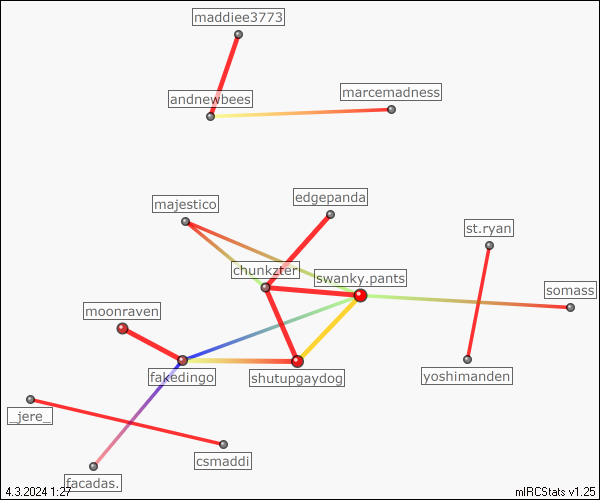 maddiee3773
andnewbees
marcemadness
majestico
edgepanda
st.ryan
chunkzter
swanky.pants
somass
moonraven
fakedingo
shutupgaydog
yoshimanden
_jere_
csmaddi
facadas.
4.3.2024 1:27
mIRCStats v1.25